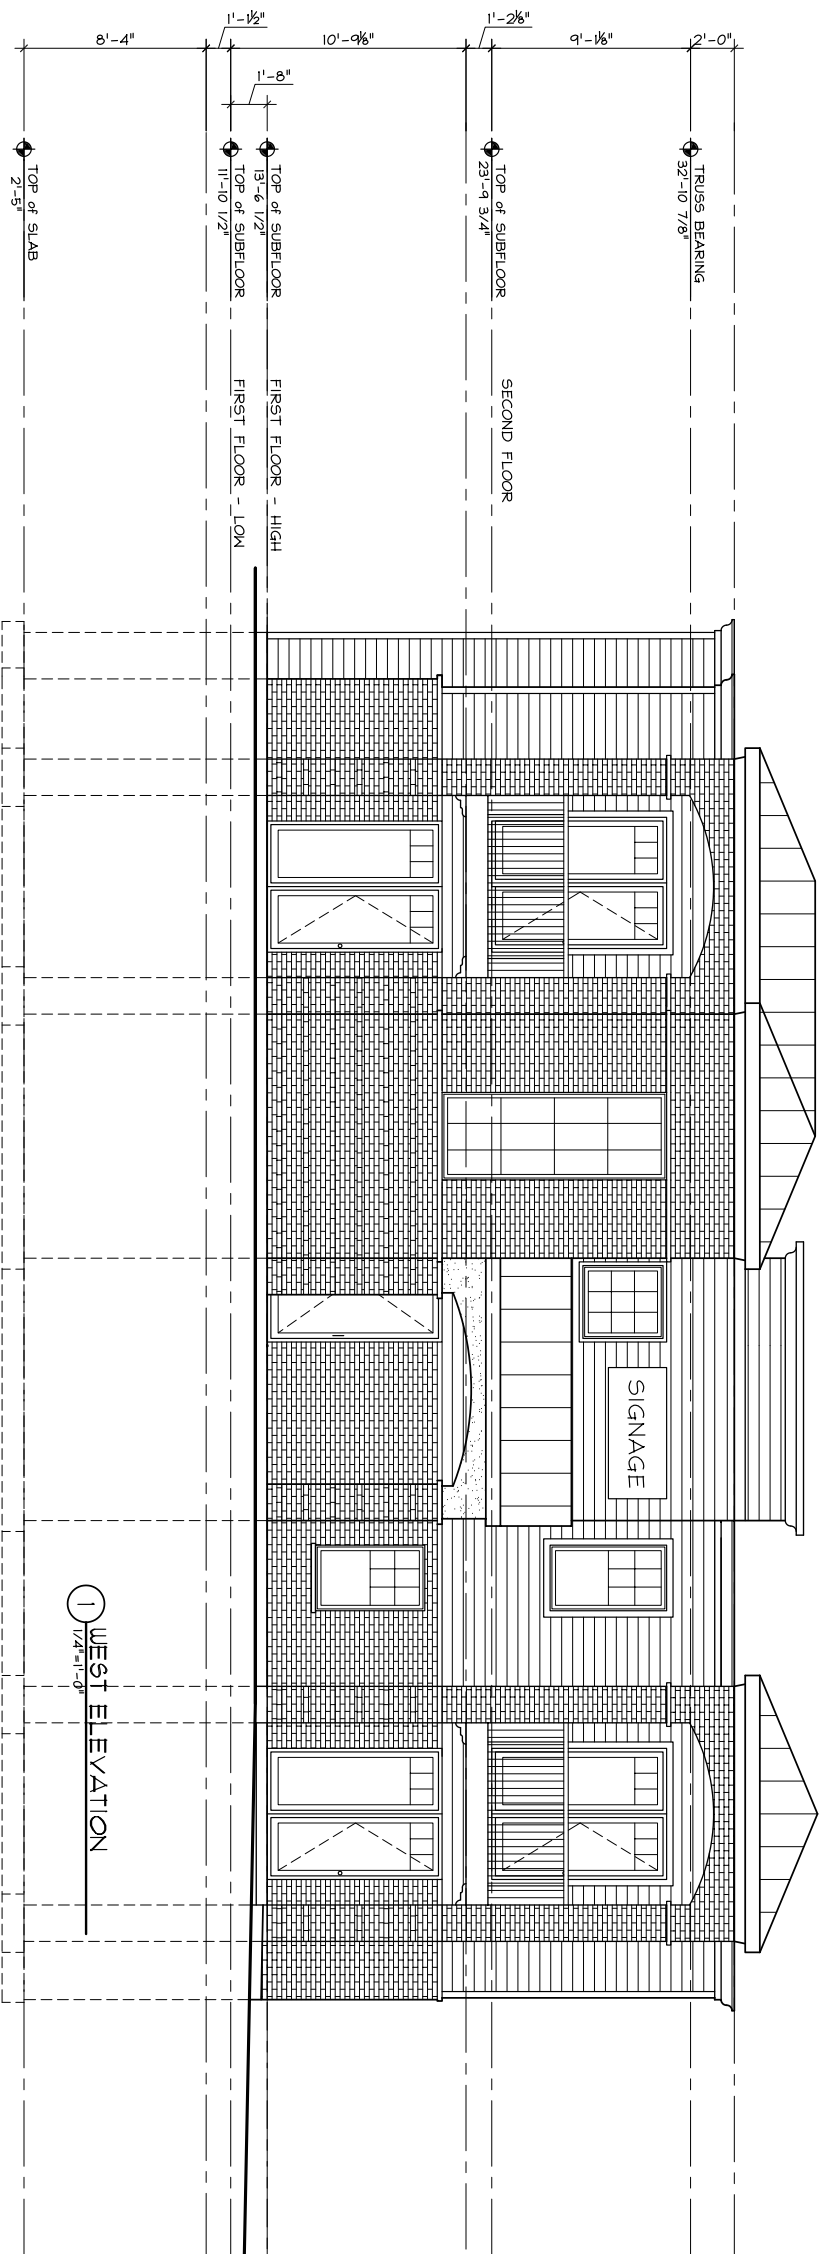 2'-0"
9'-1⅛"
1'-2⅝"
10'-9⅛"
1'-8"
1'-1½"
8'-4"
TRUSS BEARING
32'-10 7/8"
TOP of SUBFLOOR
23'-9 3/4"
SECOND FLOOR
TOP of SUBFLOOR
13'-6 1/2"
FIRST FLOOR - HIGH
TOP of SUBFLOOR
11'-10 1/2"
FIRST FLOOR - LOW
TOP of SLAB
2'-5"
SIGNAGE
1
WEST ELEVATION
1/4"=1'-0"